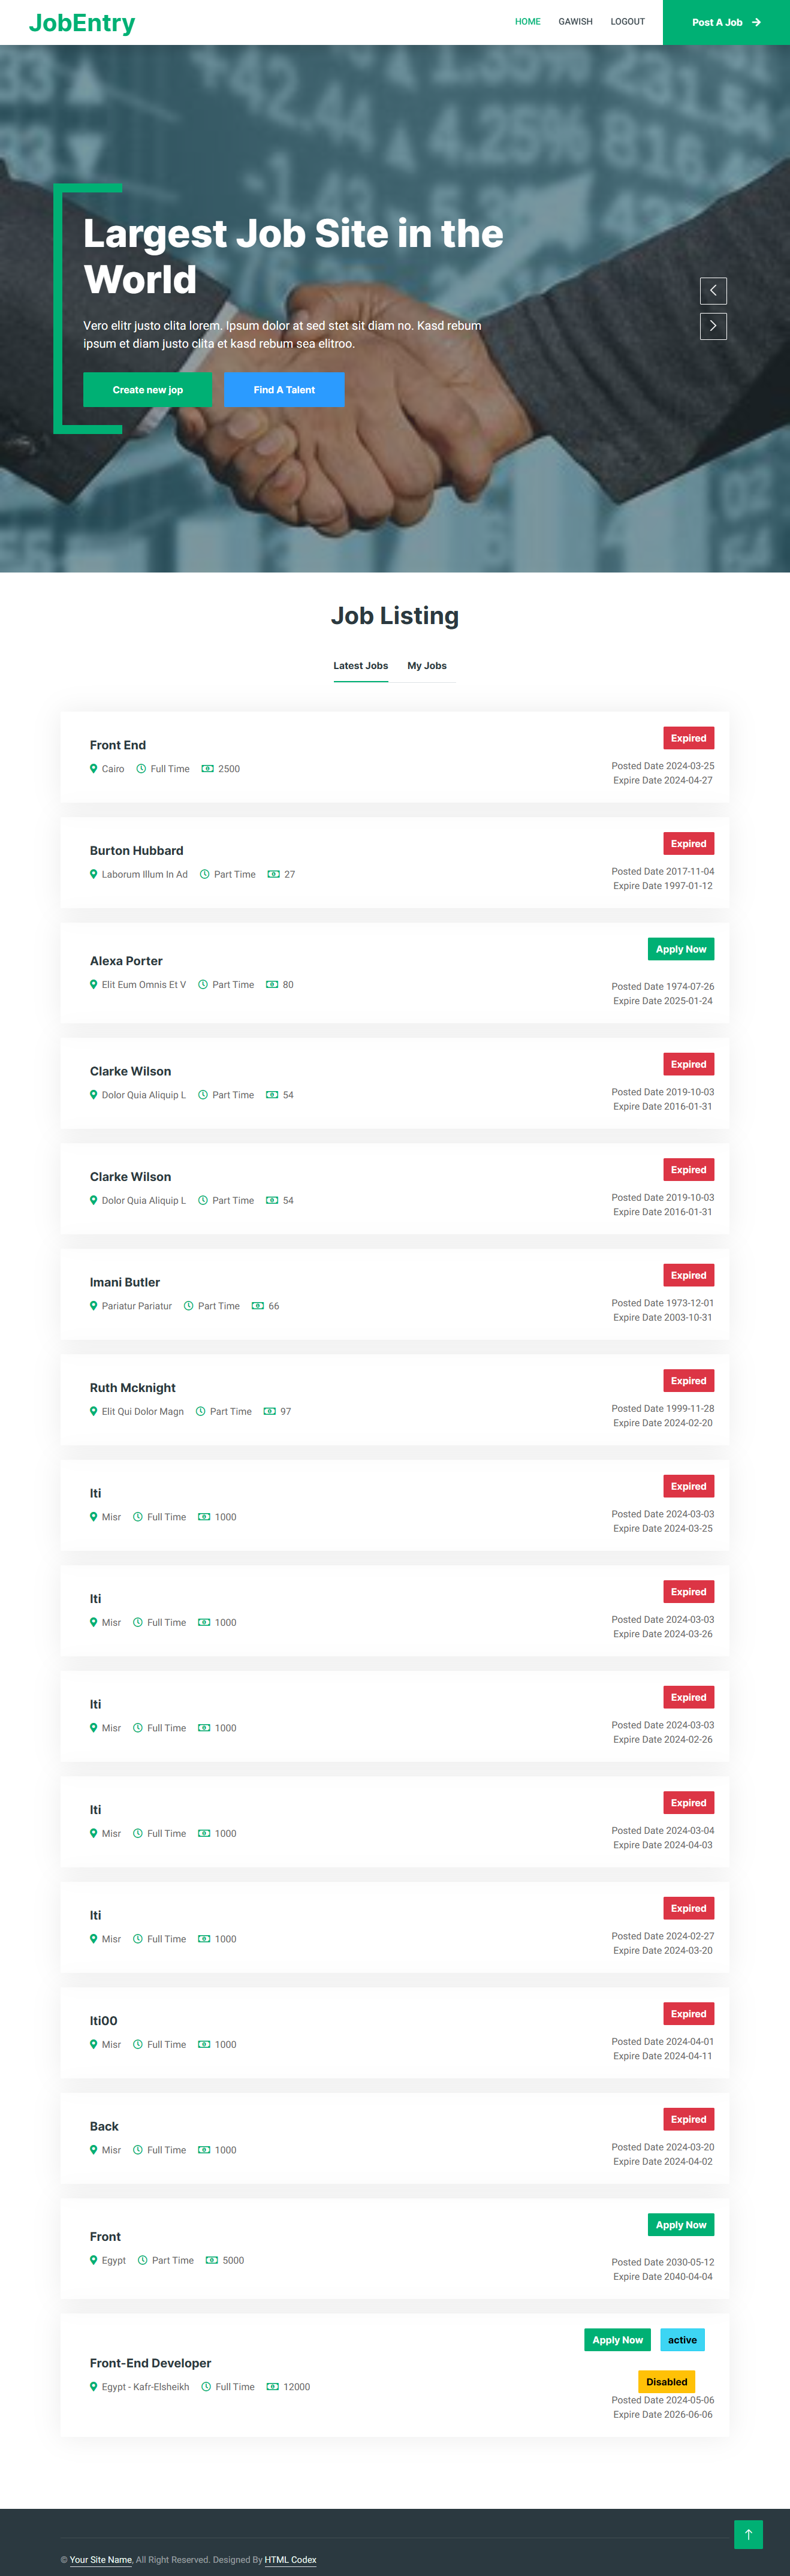 JobEntry
HOME GAWISH LOGOUT Post A Job
Largest Job Site in the
World
Vero elitr justo clita lorem. Ipsum dolor at sed stet sit diam no. Kasd rebum
ipsum et diam justo clita et kasd rebum sea elitroo.
Create new jop Find A Talent
Job Listing
Latest Jobs My Jobs
Front End
Cairo Full Time 2500
Expired
Posted Date 2024-03-25
Expire Date 2024-04-27
Burton Hubbard
Laborum Illum In Ad Part Time 27
Expired
Posted Date 2017-11-04
Expire Date 1997-01-12
Alexa Porter
Elit Eum Omnis Et V Part Time 80
Apply Now
Posted Date 1974-07-26
Expire Date 2025-01-24
Clarke Wilson
Dolor Quia Aliquip L Part Time 54
Expired
Posted Date 2019-10-03
Expire Date 2016-01-31
Clarke Wilson
Dolor Quia Aliquip L Part Time 54
Expired
Posted Date 2019-10-03
Expire Date 2016-01-31
Imani Butler
Pariatur Pariatur Part Time 66
Expired
Posted Date 1973-12-01
Expire Date 2003-10-31
Ruth Mcknight
Elit Qui Dolor Magn Part Time 97
Expired
Posted Date 1999-11-28
Expire Date 2024-02-20
Iti
Misr Full Time 1000
Expired
Posted Date 2024-03-03
Expire Date 2024-03-25
Iti
Misr Full Time 1000
Expired
Posted Date 2024-03-03
Expire Date 2024-03-26
Iti
Misr Full Time 1000
Expired
Posted Date 2024-03-03
Expire Date 2024-02-26
Iti
Misr Full Time 1000
Expired
Posted Date 2024-03-04
Expire Date 2024-04-03
Iti
Misr Full Time 1000
Expired
Posted Date 2024-02-27
Expire Date 2024-03-20
Iti00
Misr Full Time 1000
Expired
Posted Date 2024-04-01
Expire Date 2024-04-11
Back
Misr Full Time 1000
Expired
Posted Date 2024-03-20
Expire Date 2024-04-02
Front
Egypt Part Time 5000
Apply Now
Posted Date 2030-05-12
Expire Date 2040-04-04
Front-End Developer
Egypt - Kafr-Elsheikh Full Time 12000
Apply Now active
Disabled
Posted Date 2024-05-06
Expire Date 2026-06-06
© Your Site Name, All Right Reserved. Designed By HTML Codex